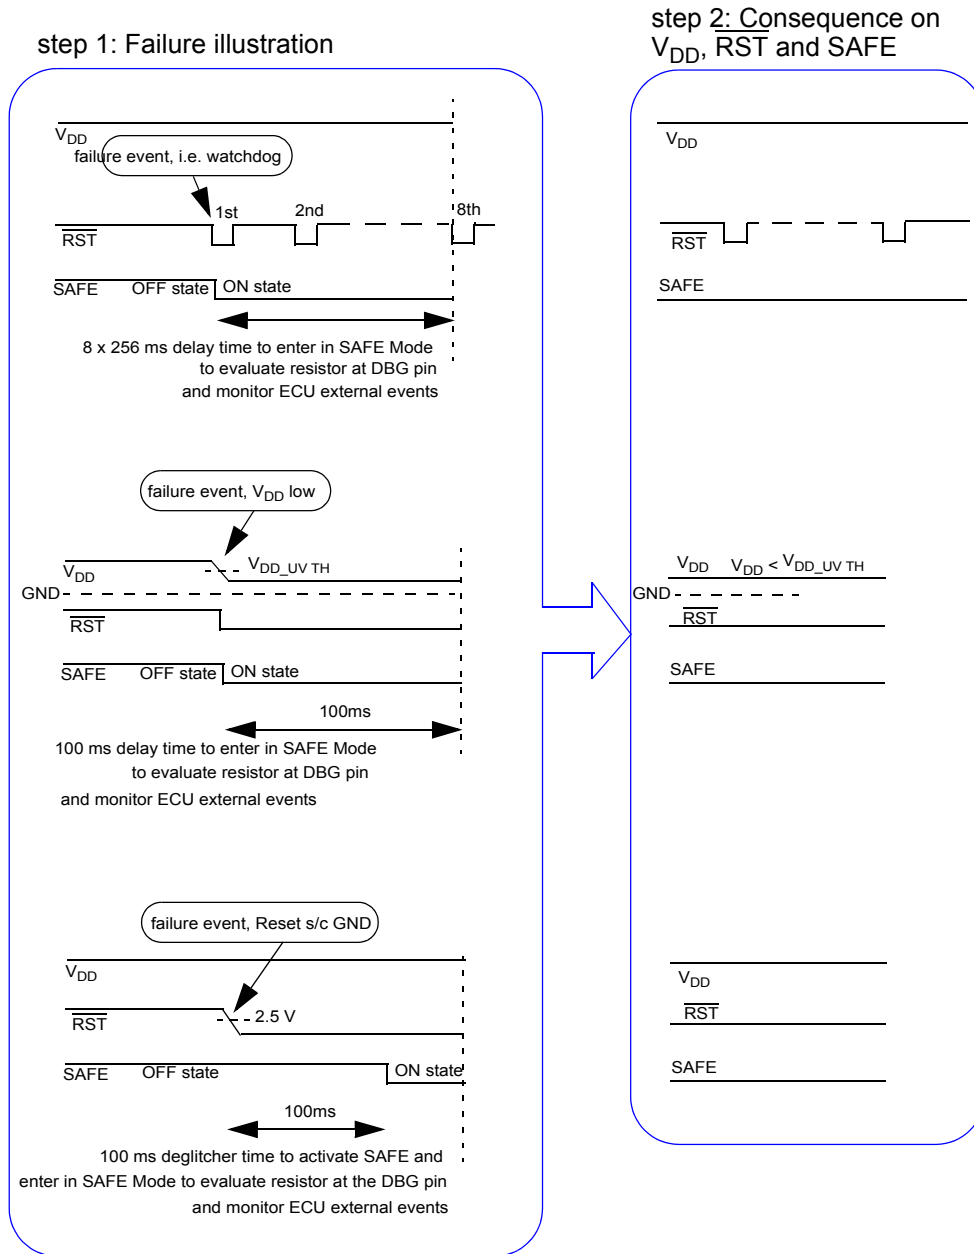 step 1: Failure illustration
step 2: Consequence on
VDD, RST and SAFE
VDD
failure event, i.e. watchdog
1st
2nd
8th
RST
SAFE
OFF state
ON state
8 x 256 ms delay time to enter in SAFE Mode
to evaluate resistor at DBG pin
and monitor ECU external events
VDD
RST
SAFE
failure event, VDD low
VDD
VDD_UV TH
GND
RST
SAFE
OFF state
ON state
100ms
100 ms delay time to enter in SAFE Mode
to evaluate resistor at DBG pin
and monitor ECU external events
VDD
VDD < VDD_UV TH
GND
RST
SAFE
failure event, Reset s/c GND
VDD
RST
2.5 V
SAFE
OFF state
ON state
100ms
100 ms deglitcher time to activate SAFE and
enter in SAFE Mode to evaluate resistor at the DBG pin
and monitor ECU external events
VDD
RST
SAFE